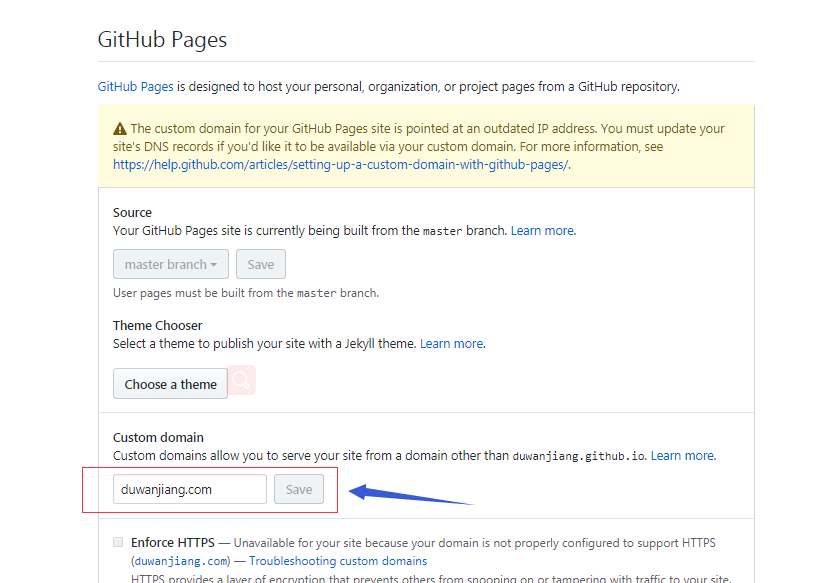 GitHub Pages
GitHub Pages is designed to host your personal, organization, or project pages from a GitHub repository.
The custom domain for your GitHub Pages site is pointed at an outdated IP address. You must update your
site's DNS records if you'd like it to be available via your custom domain. For more information, see
https://help.github.com/articles/setting-up-a-custom-domain-with-github-pages/.
Source
Your GitHub Pages site is currently being built from the master branch. Learn more.
master branch
Save
User pages must be built from the master branch.
Theme Chooser
Select a theme to publish your site with a Jekyll theme. Learn more.
Choose a theme
Custom domain
Custom domains allow you to serve your site from a domain other than duwanjiang.github.io. Learn more.
duwanjiang.com
Save
Enforce HTTPS — Unavailable for your site because your domain is not properly configured to support HTTPS
(duwanjiang.com) — Troubleshooting custom domains
HTTPS provides a layer of encryption that prevents others from snooping on or tampering with traffic to your site.